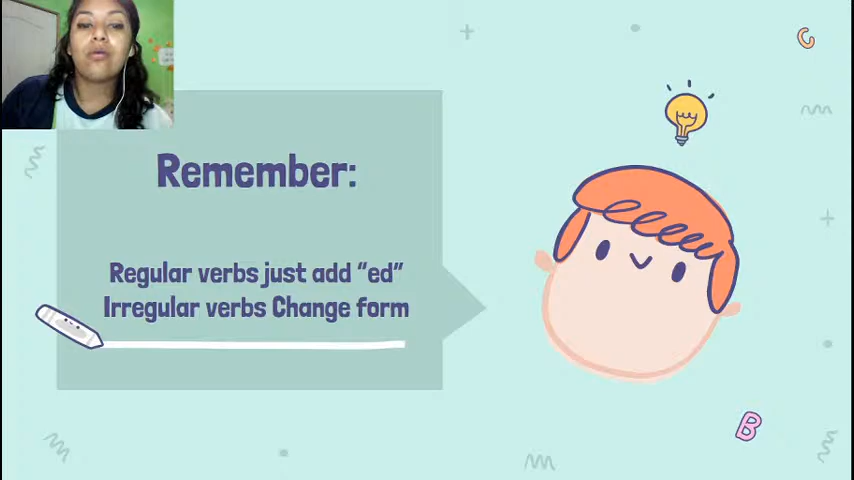 Remember:
Regular verbs just add “ed”
Irregular verbs Change form
C
B